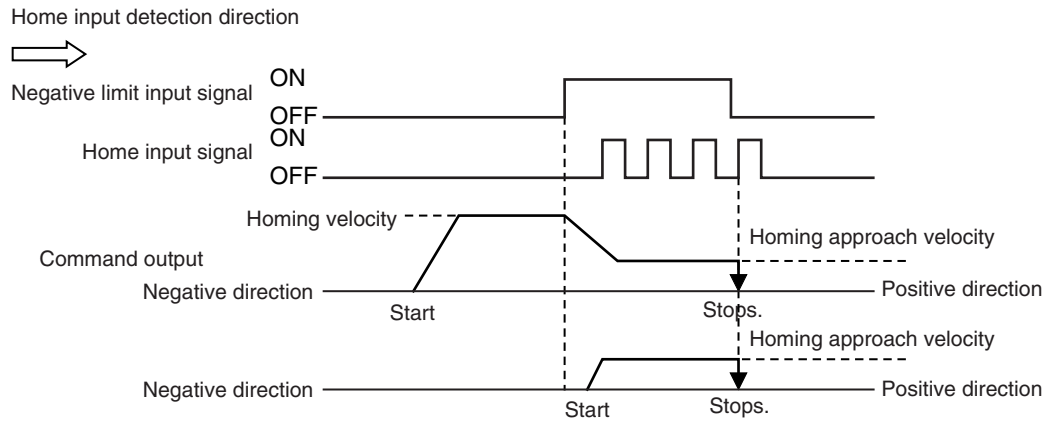 Home input detection direction
Negative limit input signal
ON
OFF
Home input signal
ON
OFF
Homing velocity
Homing approach velocity
Command output
Negative direction
Positive direction
Start
Stops.
Homing approach velocity
Negative direction
Positive direction
Start
Stops.